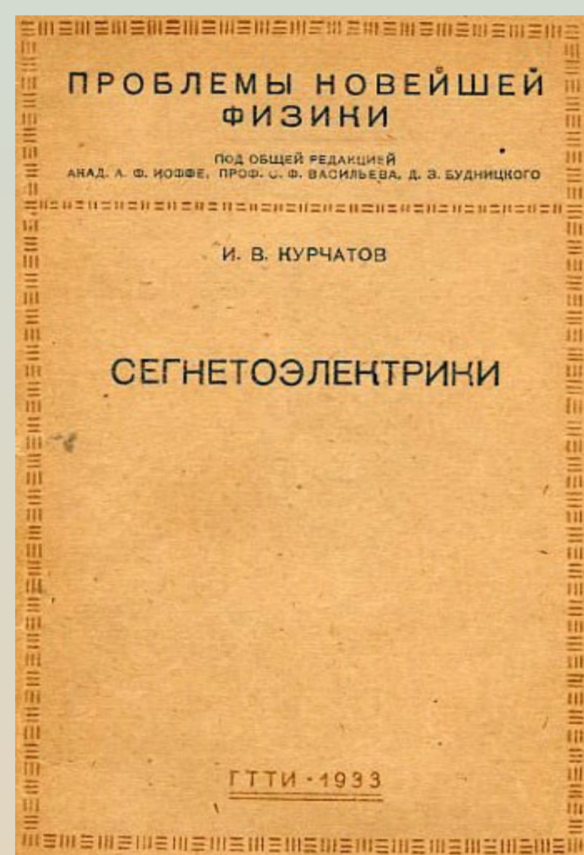 ПРОБЛЕМЫ НОВЕЙШЕЙ
ФИЗИКИ
ПОД ОБЩЕЙ РЕДАКЦИЕЙ
АКАД. А. Ф. ИОФФЕ, ПРОФ. С. Ф. ВАСИЛЬЕВА, Д. З. БУДНИЦКОГО
И. В. КУРЧАТОВ
СЕГНЕТОЭЛЕКТРИКИ
ГТТИ • 1933